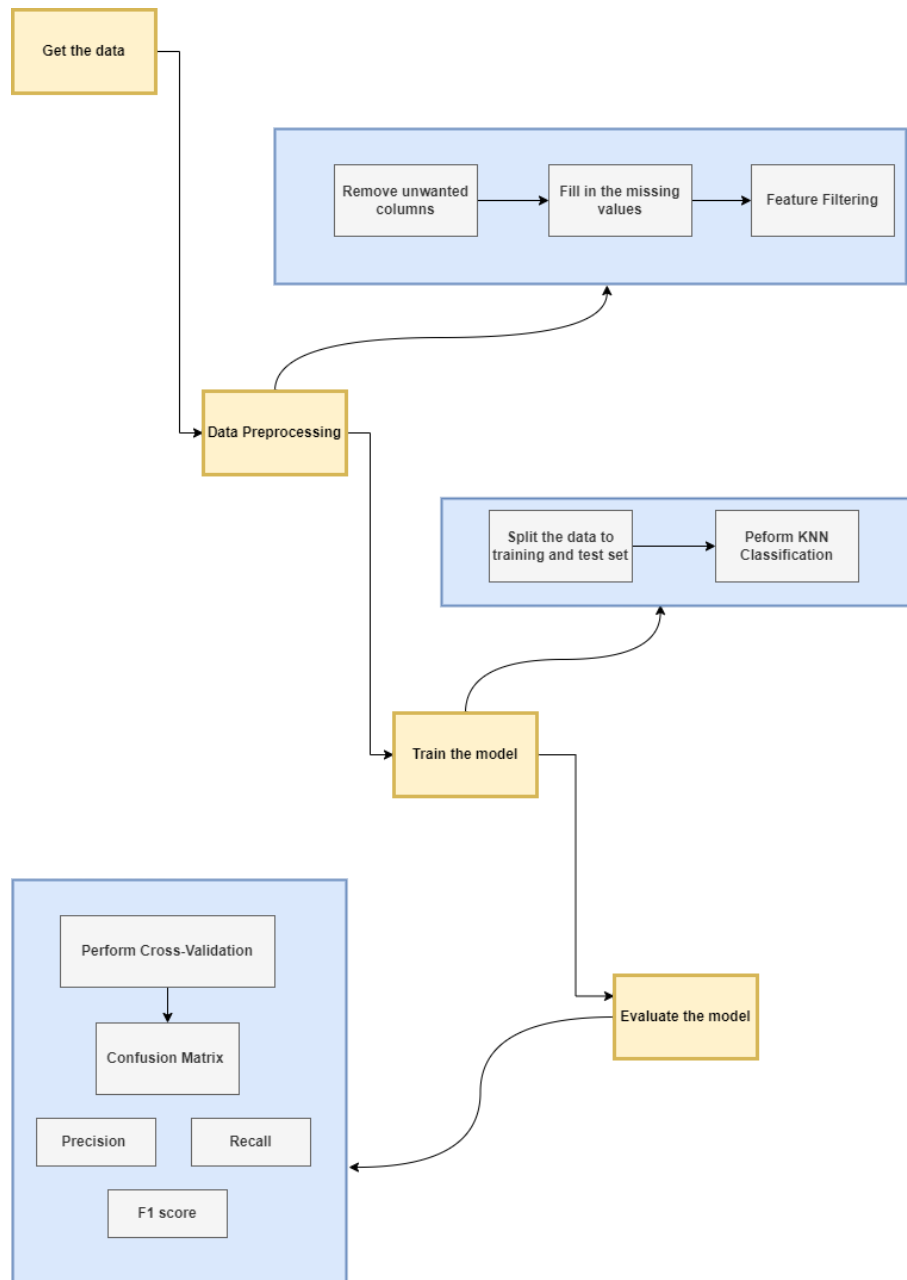 Get the data
Remove unwanted
columns
Fill in the missing
values
Feature Filtering
Data Preprocessing
Split the data to
training and test set
Peform KNN
Classification
Train the model
Perform Cross-Validation
Confusion Matrix
Precision
Recall
F1 score
Evaluate the model